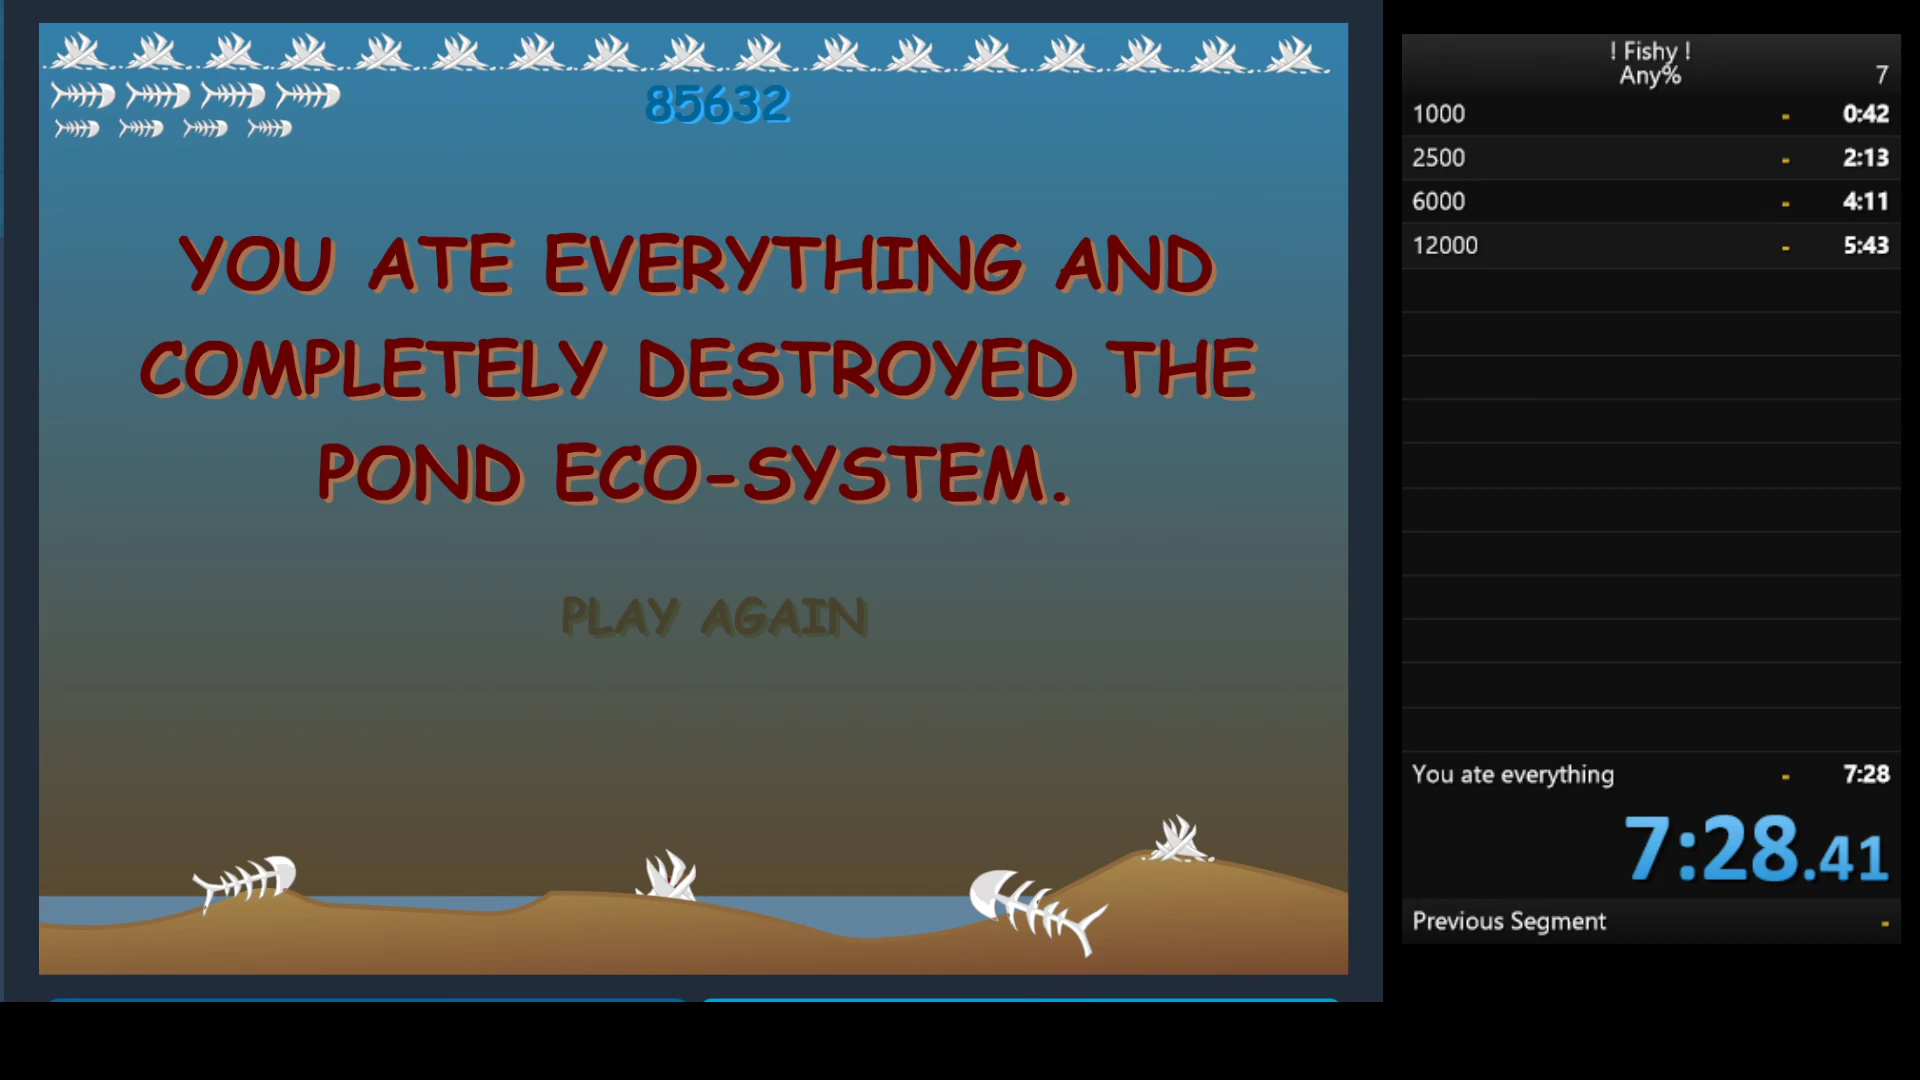 85632
YOU ATE EVERYTHING AND
COMPLETELY DESTROYED THE
POND ECO-SYSTEM.
PLAY AGAIN
! Fishy !
Any% 7
1000 - 0:42
2500 - 2:13
6000 - 4:11
12000 - 5:43
You ate everything - 7:28
7:28.41
Previous Segment -